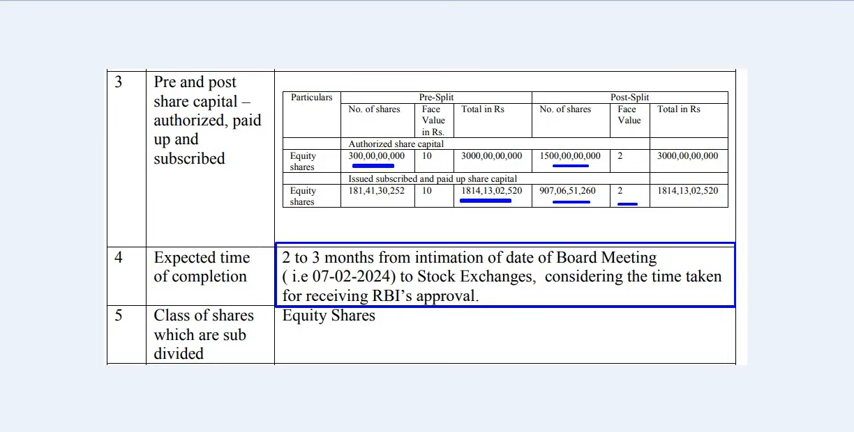 3
Pre and post
share capital –
authorized, paid
up and
subscribed
Particulars Pre-Split Post-Split
No. of shares Face Total in Rs No. of shares Face Total in Rs
Value Value
in Rs.
Authorized share capital
Equity 300,00,00,000 10 3000,00,00,000 1500,00,00,000 2 3000,00,00,000
shares
Issued subscribed and paid up share capital
Equity 181,41,30,252 10 1814,13,02,520 907,06,51,260 2 1814,13,02,520
shares
4
Expected time
of completion
2 to 3 months from intimation of date of Board Meeting
( i.e 07-02-2024) to Stock Exchanges, considering the time taken
for receiving RBI's approval.
5
Class of shares
which are sub
divided
Equity Shares